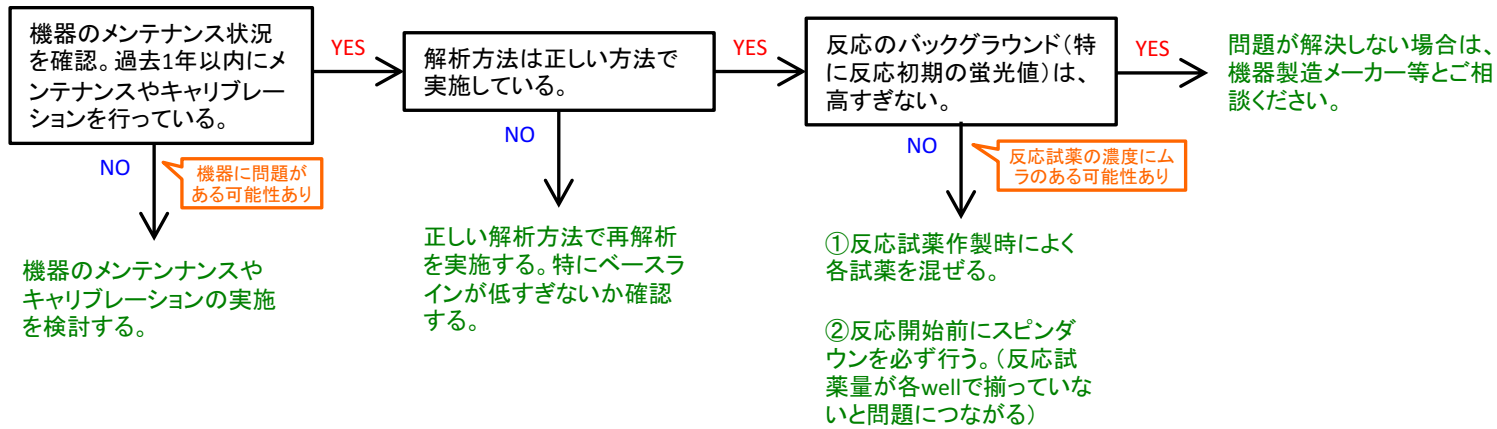 機器のメンテナンス状況
を確認。過去1年以内にメ
ンテナンスやキャリブレー
ションを行っている。
YES
NO
機器に問題が
ある可能性あり
機器のメンテンナンスや
キャリブレーションの実施
を検討する。
解析方法は正しい方法で
実施している。
YES
NO
正しい解析方法で再解析
を実施する。特にベースラ
インが低すぎないか確認
する。
反応のバックグラウンド(特
に反応初期の蛍光値)は、
高すぎない。
YES
NO
反応試薬の濃度にム
ラのある可能性あり
①反応試薬作製時によく
各試薬を混ぜる。
②反応開始前にスピンダ
ウンを必ず行う。(反応試
薬量が各wellで揃っていな
いと問題につながる)
問題が解決しない場合は、
機器製造メーカー等とご相
談ください。